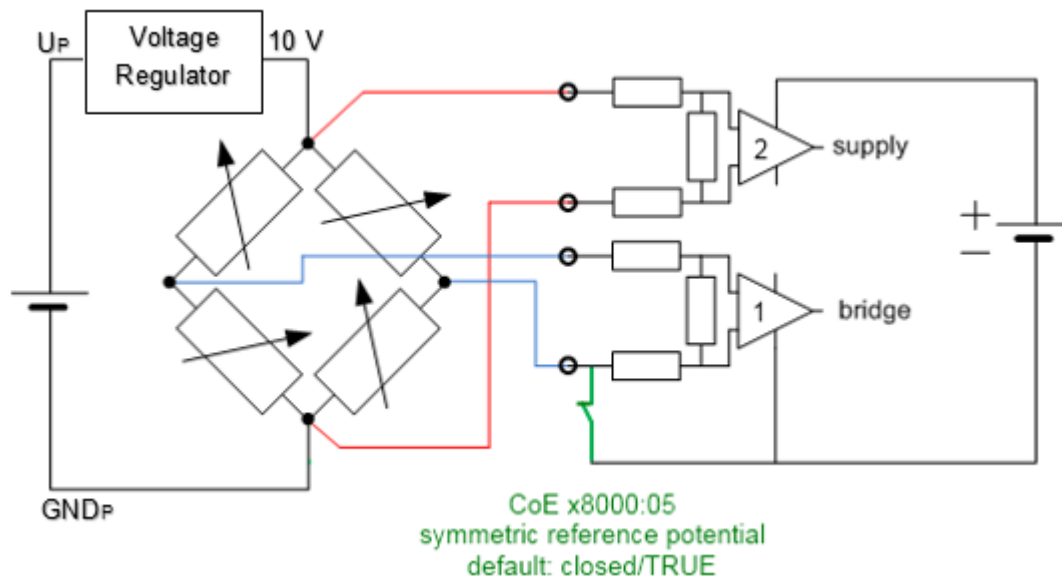 UP
Voltage
Regulator
10 V
2
supply
+
−
1
bridge
GNDP
CoE x8000:05
symmetric reference potential
default: closed/TRUE